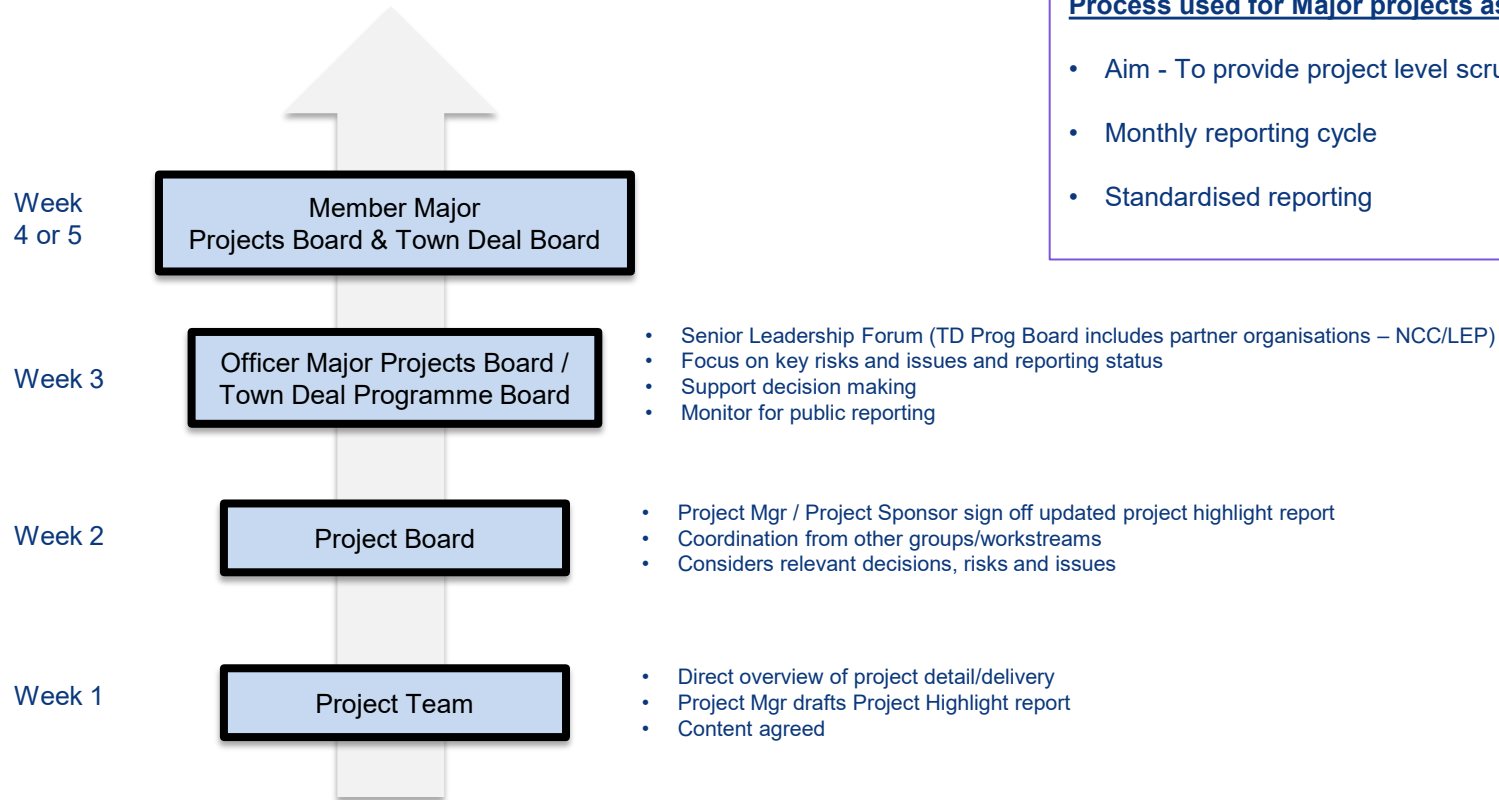 Process used for Major projects as
• Aim - To provide project level scru
• Monthly reporting cycle
• Standardised reporting
Week
4 or 5
Member Major
Projects Board & Town Deal Board
Week 3
Officer Major Projects Board /
Town Deal Programme Board
• Senior Leadership Forum (TD Prog Board includes partner organisations – NCC/LEP)
• Focus on key risks and issues and reporting status
• Support decision making
• Monitor for public reporting
Week 2
Project Board
• Project Mgr / Project Sponsor sign off updated project highlight report
• Coordination from other groups/workstreams
• Considers relevant decisions, risks and issues
Week 1
Project Team
• Direct overview of project detail/delivery
• Project Mgr drafts Project Highlight report
• Content agreed